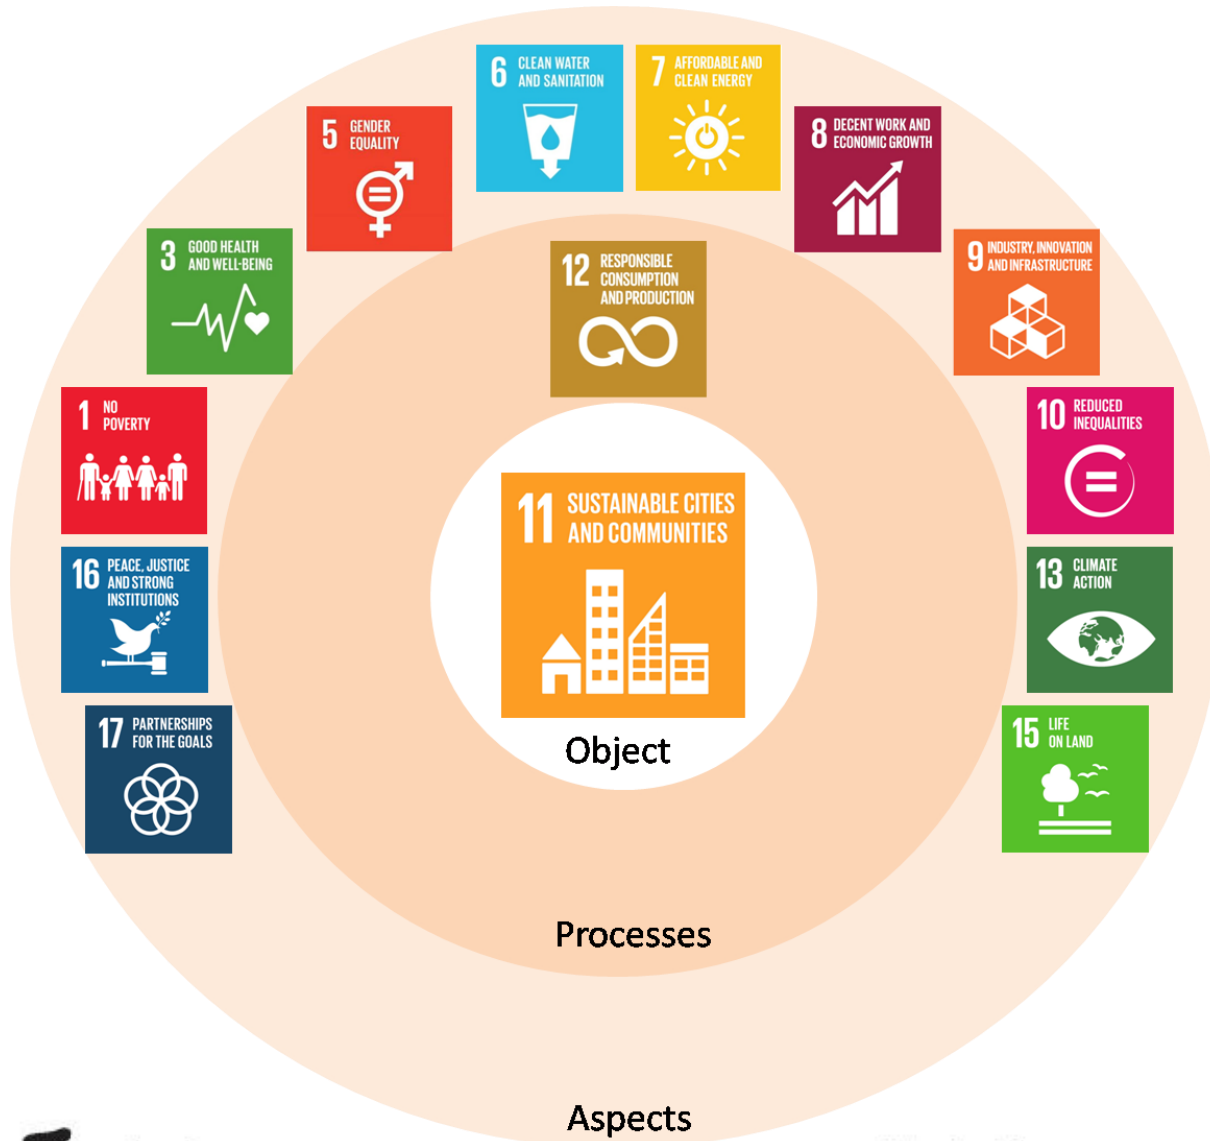 6 CLEAN WATER
AND SANITATION
7 AFFORDABLE AND
CLEAN ENERGY
5 GENDER
EQUALITY
8 DECENT WORK AND
ECONOMIC GROWTH
3 GOOD HEALTH
AND WELL-BEING
12 RESPONSIBLE
CONSUMPTION
AND PRODUCTION
9 INDUSTRY, INNOVATION
AND INFRASTRUCTURE
1 NO
POVERTY
10 REDUCED
INEQUALITIES
11 SUSTAINABLE CITIES
AND COMMUNITIES
16 PEACE, JUSTICE
AND STRONG
INSTITUTIONS
13 CLIMATE
ACTION
17 PARTNERSHIPS
FOR THE GOALS
15 LIFE
ON LAND
Object
Processes
Aspects